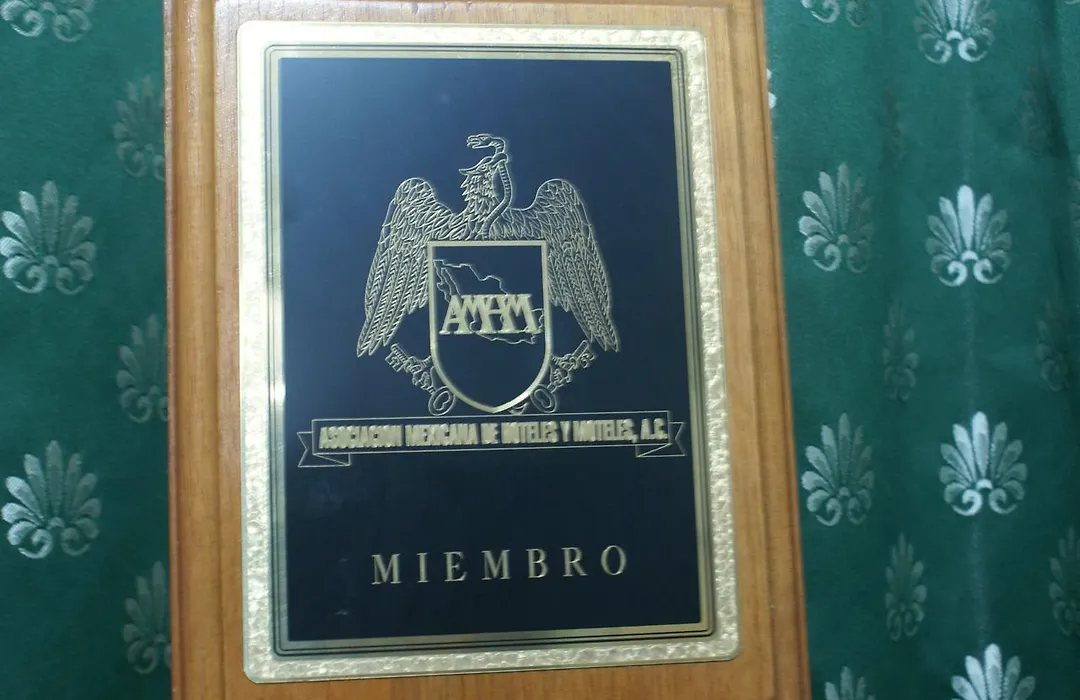 AMHM
ASOCIACION MEXICANA DE HOTELES Y MOTELES, A.C.
MIEMBRO